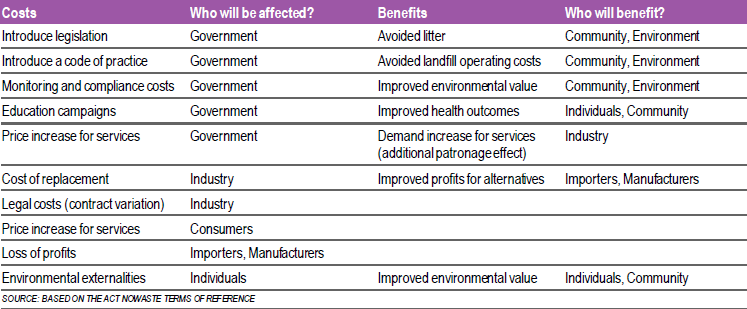 Costs Who will be affected? Benefits Who will benefit?
Introduce legislation Government Avoided litter Community, Environment
Introduce a code of practice Government Avoided landfill operating costs Community, Environment
Monitoring and compliance costs Government Improved environmental value Community, Environment
Education campaigns Government Improved health outcomes Individuals, Community
Price increase for services Government Demand increase for services Industry
(additional patronage effect)
Cost of replacement Industry Improved profits for alternatives Importers, Manufacturers
Legal costs (contract variation) Industry
Price increase for services Consumers
Loss of profits Importers, Manufacturers
Environmental externalities Individuals Improved environmental value Individuals, Community
SOURCE: BASED ON THE ACT NOWASTE TERMS OF REFERENCE